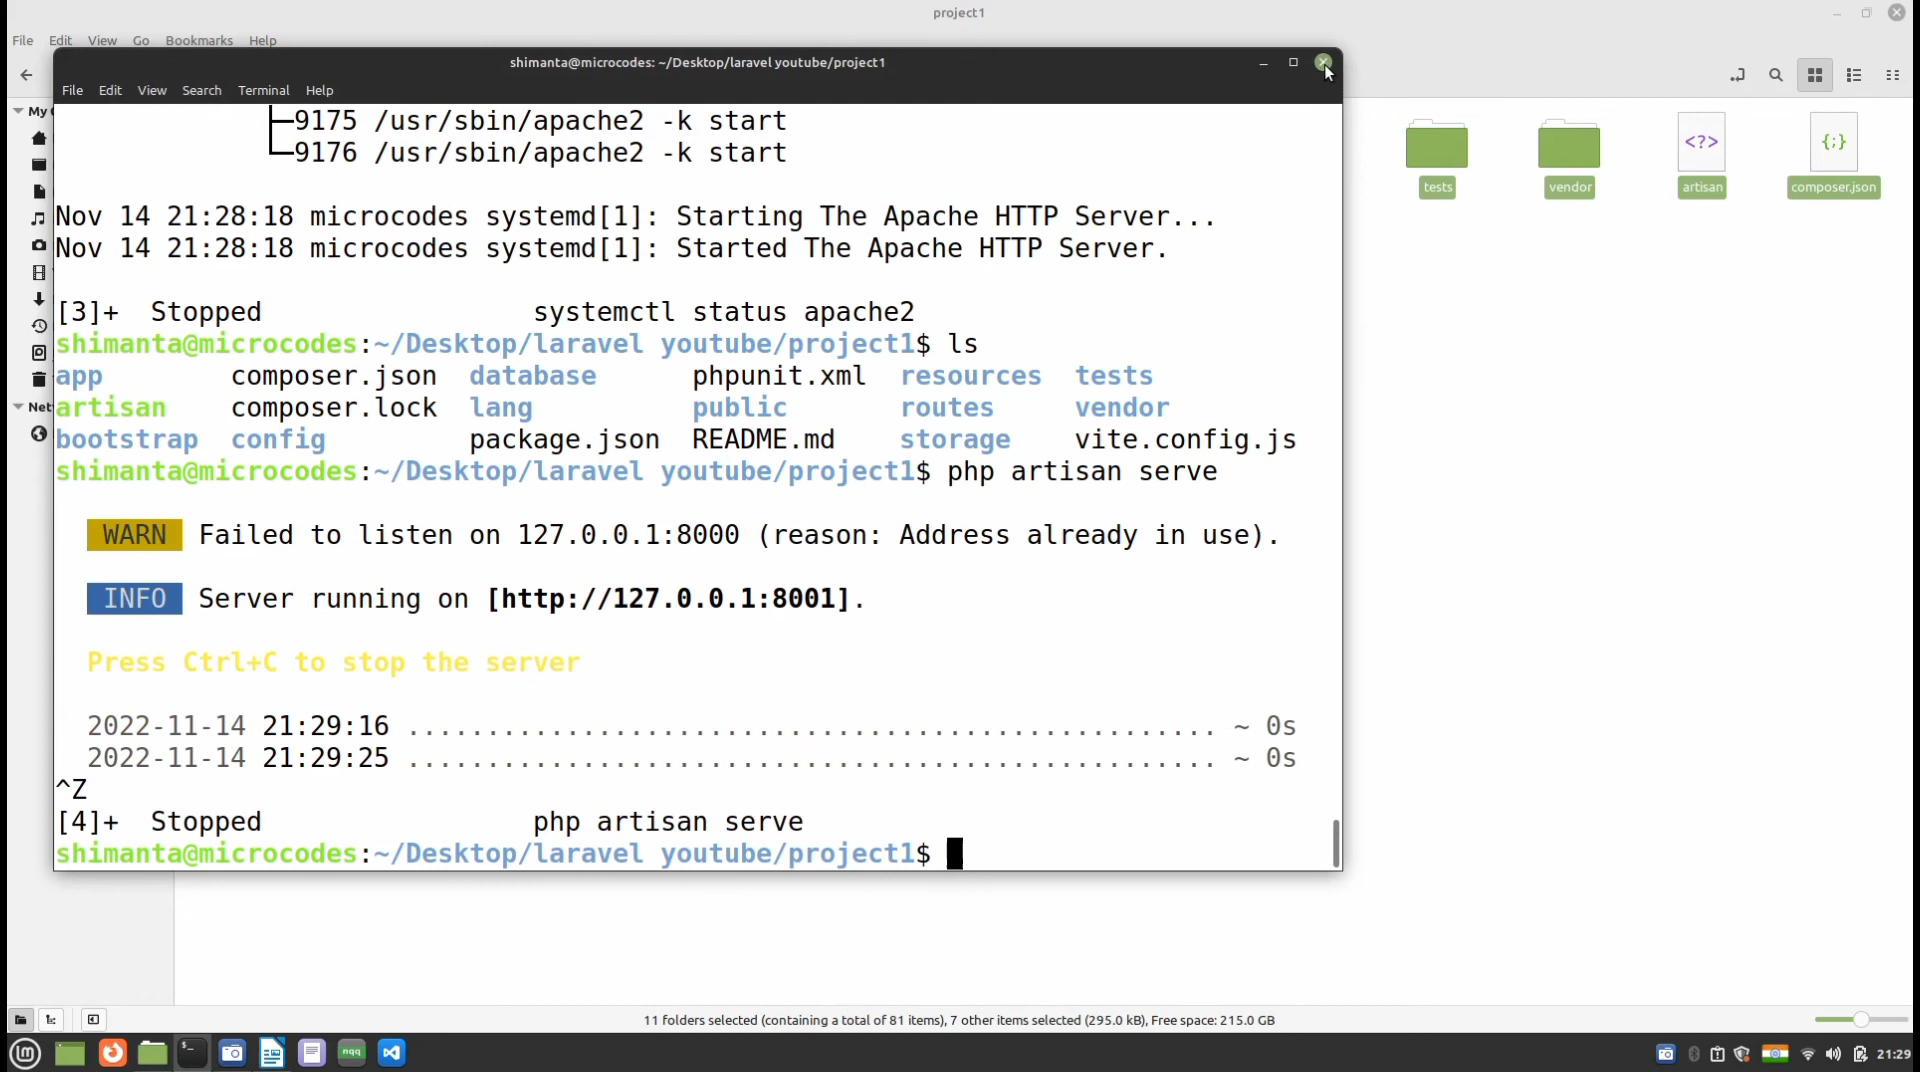 project1
File Edit View Go Bookmarks Help
shimanta@microcodes: ~/Desktop/laravel youtube/project1
File Edit View Search Terminal Help
My
Net
├─9175 /usr/sbin/apache2 -k start
└─9176 /usr/sbin/apache2 -k start
Nov 14 21:28:18 microcodes systemd[1]: Starting The Apache HTTP Server...
Nov 14 21:28:18 microcodes systemd[1]: Started The Apache HTTP Server.
[3]+  Stopped                 systemctl status apache2
shimanta@microcodes:~/Desktop/laravel youtube/project1$ ls
app        composer.json  database      phpunit.xml  resources  tests
artisan    composer.lock  lang          public       routes     vendor
bootstrap  config         package.json  README.md    storage    vite.config.js
shimanta@microcodes:~/Desktop/laravel youtube/project1$ php artisan serve
WARN  Failed to listen on 127.0.0.1:8000 (reason: Address already in use).
INFO  Server running on [http://127.0.0.1:8001].
Press Ctrl+C to stop the server
2022-11-14 21:29:16 ................................................... ~ 0s
2022-11-14 21:29:25 ................................................... ~ 0s
^Z
[4]+  Stopped                 php artisan serve
shimanta@microcodes:~/Desktop/laravel youtube/project1$
<?> {;}
tests vendor artisan composer.json
11 folders selected (containing a total of 81 items), 7 other items selected (295.0 kB), Free space: 215.0 GB
nqq
21:29